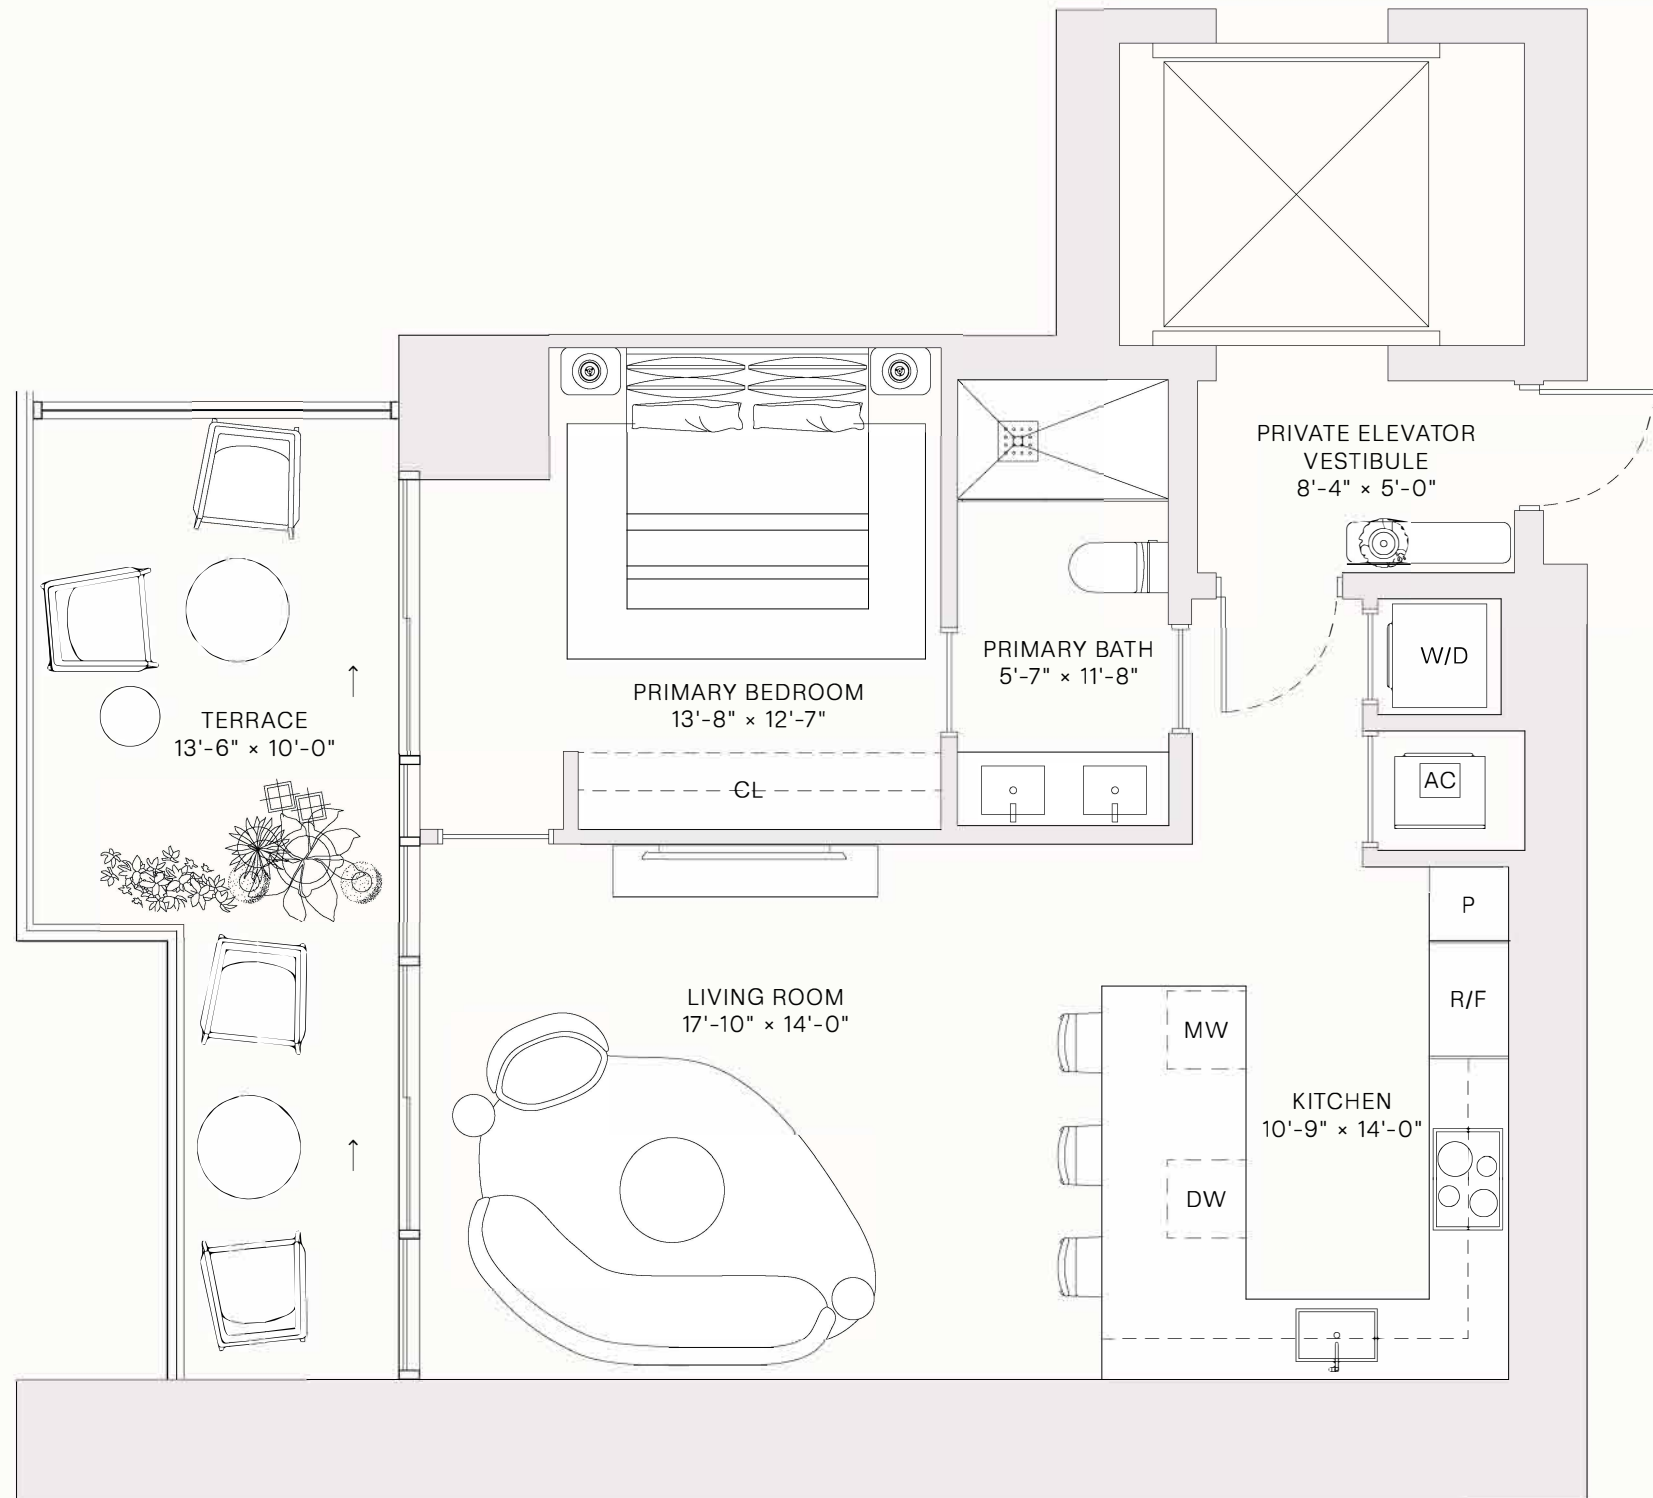 PRIVATE ELEVATOR
VESTIBULE
8'-4" × 5'-0"
W/D
PRIMARY BATH
5'-7" × 11'-8"
PRIMARY BEDROOM
13'-8" × 12'-7"
TERRACE
13'-6" × 10'-0"
CL
AC
P
LIVING ROOM
17'-10" × 14'-0"
R/F
MW
KITCHEN
10'-9" × 14'-0"
DW